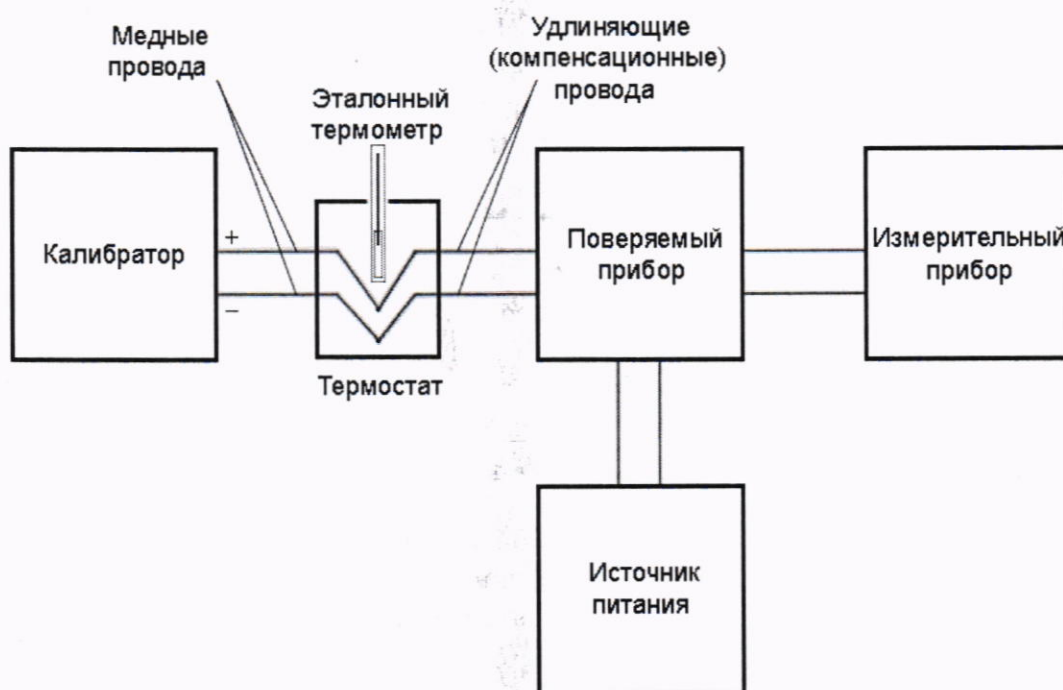 Медные
провода
Удлиняющие
(компенсационные)
провода
Эталонный
термометр
Калибратор
+
−
Термостат
Поверяемый
прибор
Измерительный
прибор
Источник
питания